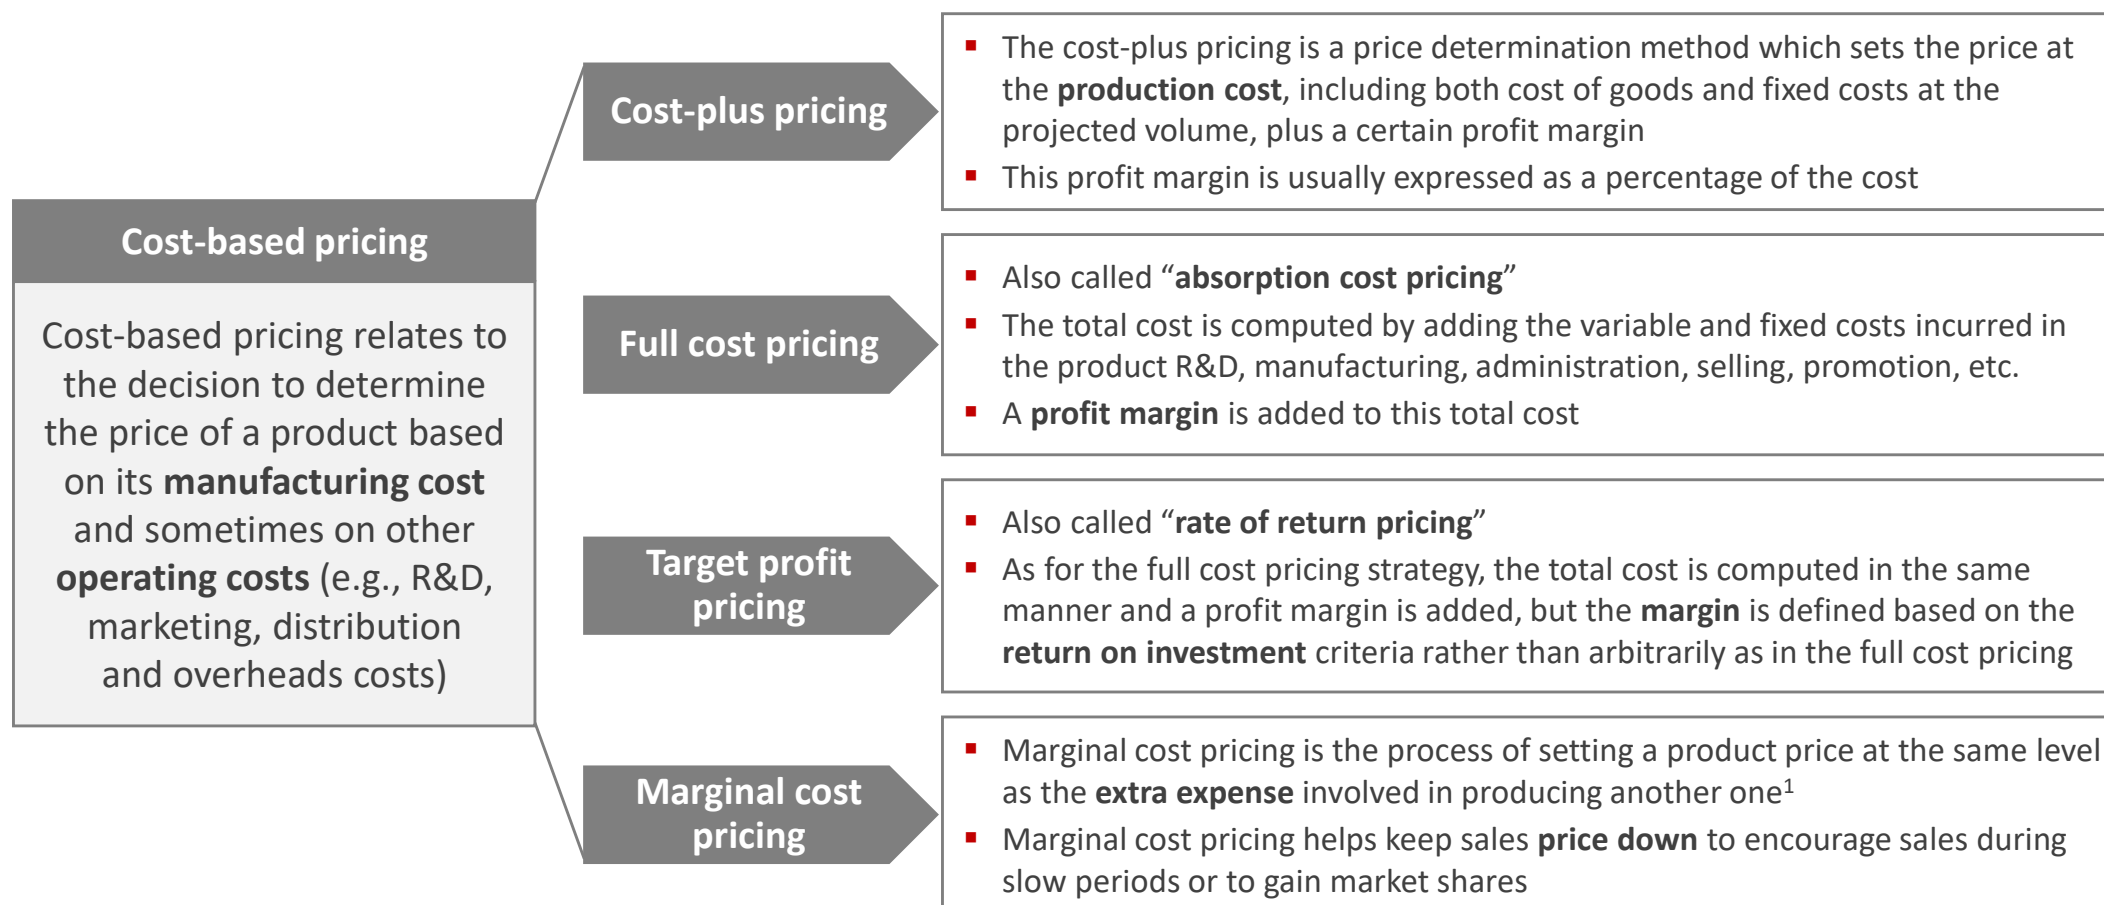 Cost-based pricing
Cost-based pricing relates to
the decision to determine
the price of a product based
on its manufacturing cost
and sometimes on other
operating costs (e.g., R&D,
marketing, distribution
and overheads costs)
Cost-plus pricing
▪ The cost-plus pricing is a price determination method which sets the price at
the production cost, including both cost of goods and fixed costs at the
projected volume, plus a certain profit margin
▪ This profit margin is usually expressed as a percentage of the cost
Full cost pricing
▪ Also called “absorption cost pricing”
▪ The total cost is computed by adding the variable and fixed costs incurred in
the product R&D, manufacturing, administration, selling, promotion, etc.
▪ A profit margin is added to this total cost
Target profit
pricing
▪ Also called “rate of return pricing”
▪ As for the full cost pricing strategy, the total cost is computed in the same
manner and a profit margin is added, but the margin is defined based on the
return on investment criteria rather than arbitrarily as in the full cost pricing
Marginal cost
pricing
▪ Marginal cost pricing is the process of setting a product price at the same level
as the extra expense involved in producing another one¹
▪ Marginal cost pricing helps keep sales price down to encourage sales during
slow periods or to gain market shares